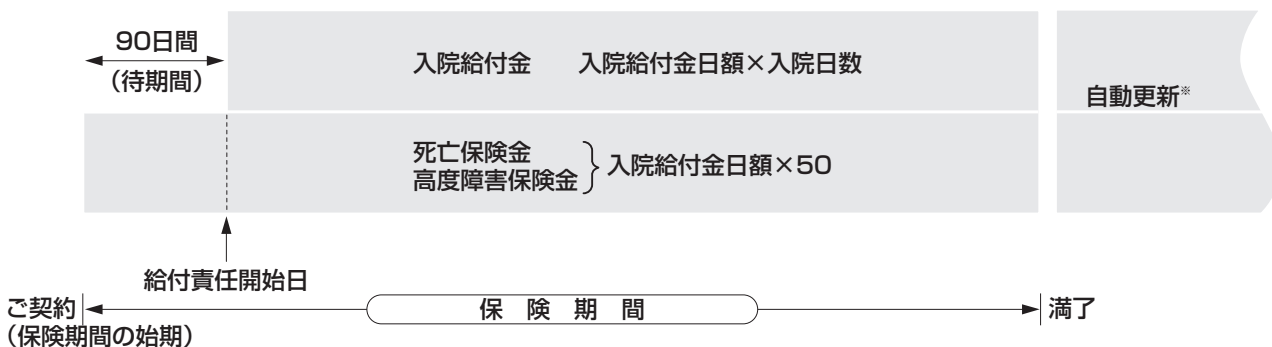 90日間
(待期間)
入院給付金　入院給付金日額×入院日数
自動更新※
死亡保険金
高度障害保険金
入院給付金日額×50
給付責任開始日
ご契約
(保険期間の始期)
保 険 期 間
満了